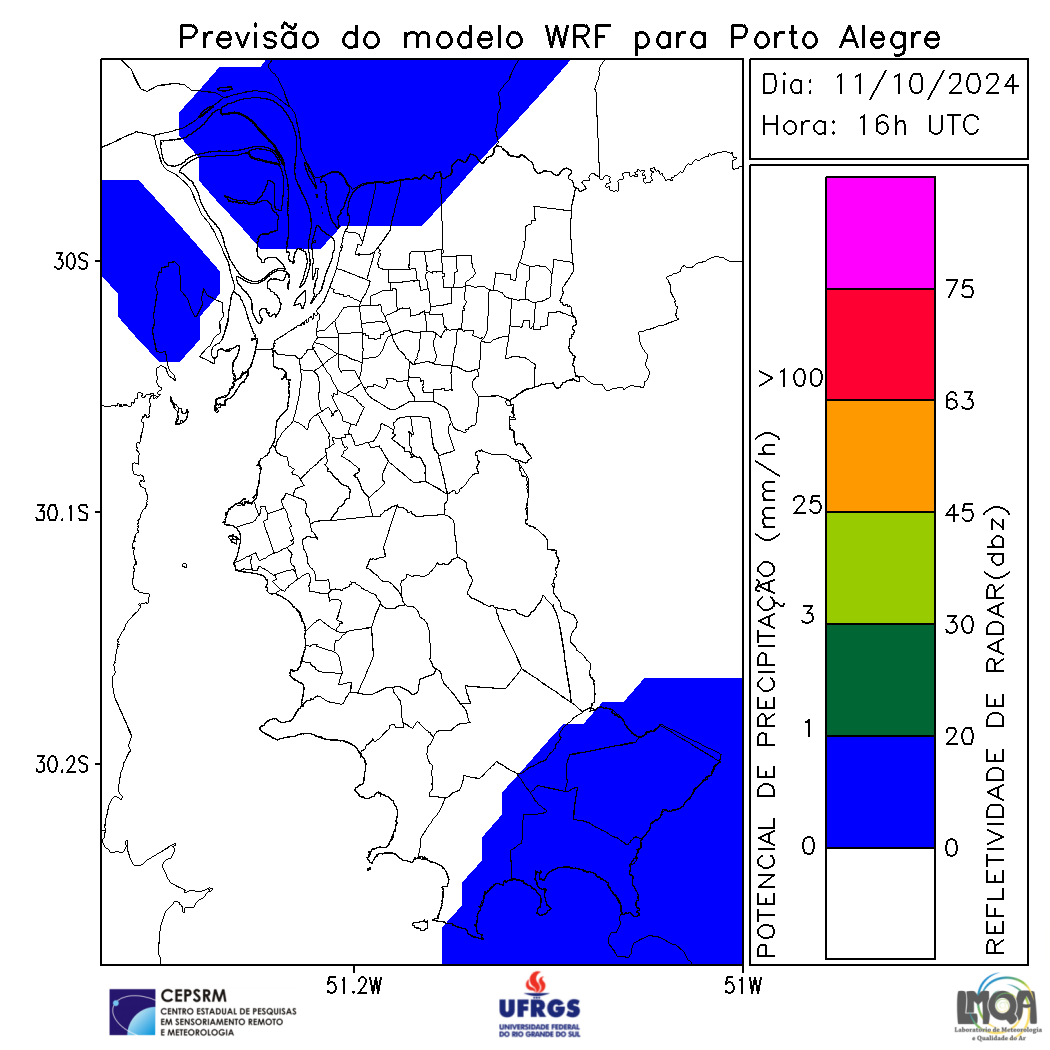 Previsão do modelo WRF para Porto Alegre
Dia: 11/10/2024
Hora: 16h UTC
30S
30.1S
30.2S
51.2W
51W
POTENCIAL DE PRECIPITAÇÃO (mm/h)
>100
25
3
1
0
75
63
45
30
20
0
REFLETIVIDADE DE RADAR(dbz)
CEPSRM
CENTRO ESTADUAL DE PESQUISAS
EM SENSORIAMENTO REMOTO
E METEOROLOGIA
UFRGS
UNIVERSIDADE FEDERAL
DO RIO GRANDE DO SUL
LMQA
Laboratório de Meteorologia
e Qualidade do Ar